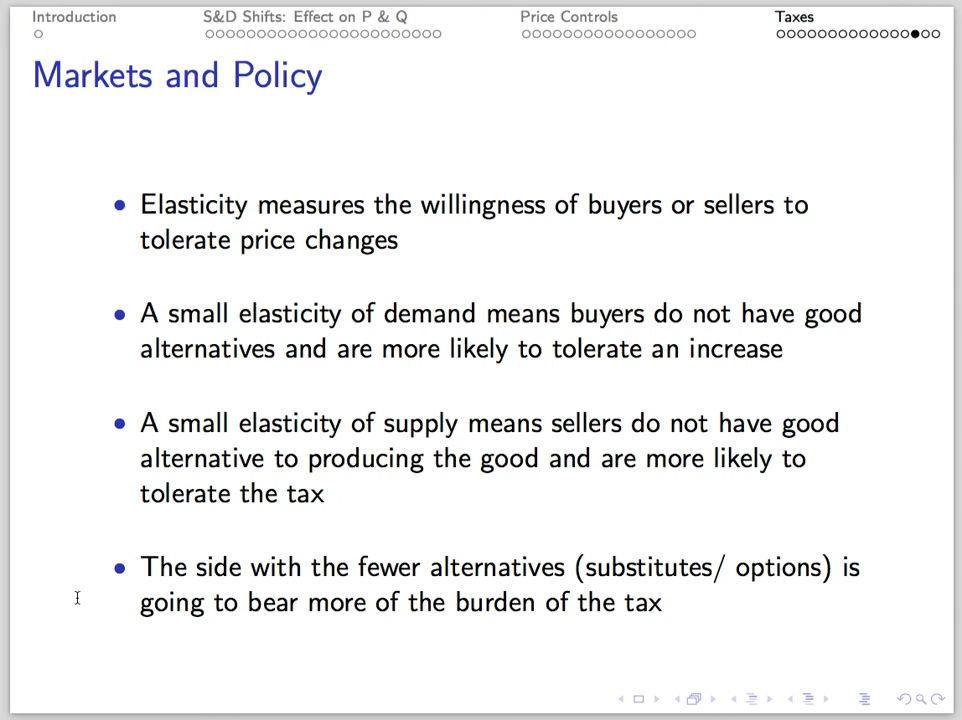 Introduction S&D Shifts: Effect on P & Q Price Controls Taxes
Markets and Policy
• Elasticity measures the willingness of buyers or sellers to
tolerate price changes
• A small elasticity of demand means buyers do not have good
alternatives and are more likely to tolerate an increase
• A small elasticity of supply means sellers do not have good
alternative to producing the good and are more likely to
tolerate the tax
• The side with the fewer alternatives (substitutes/ options) is
going to bear more of the burden of the tax